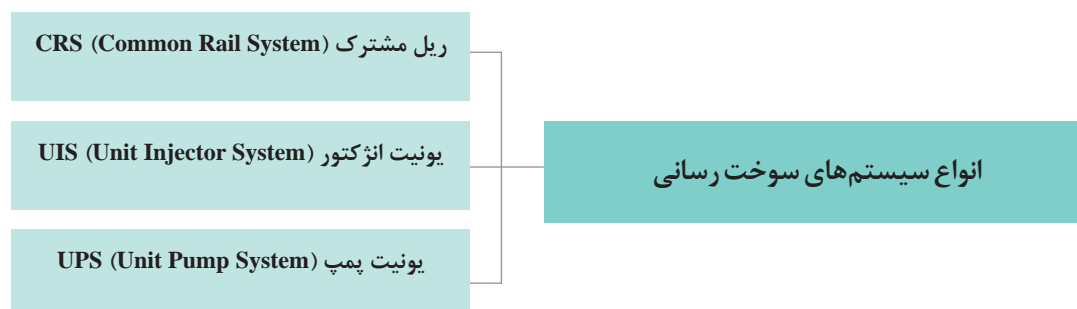 انواع سیستم‌های سوخت رسانی
ریل مشترک CRS (Common Rail System)
یونیت انژکتور UIS (Unit Injector System)
یونیت پمپ UPS (Unit Pump System)